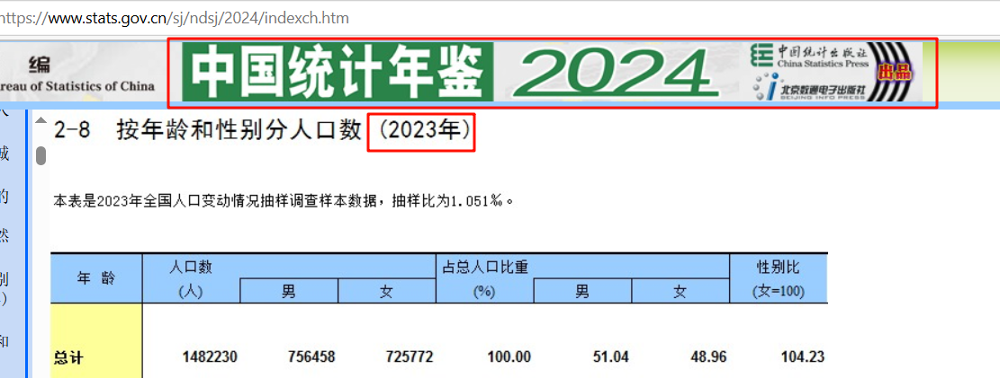 https://www.stats.gov.cn/sj/ndsj/2024/indexch.htm
编
reau of Statistics of China
中国统计年鉴 2024
中国统计出版社
China Statistics Press
北京数通电子出版社
BEIJING INFO PRESS
出品
2-8 按年龄和性别分人口数（2023年）
城
的
然
别
)
和
本表是2023年全国人口变动情况抽样调查样本数据，抽样比为1.051‰。
年 龄
人口数
(人)
男
女
占总人口比重
(%)
男
女
性别比
(女=100)
总计 1482230 756458 725772 100.00 51.04 48.96 104.23